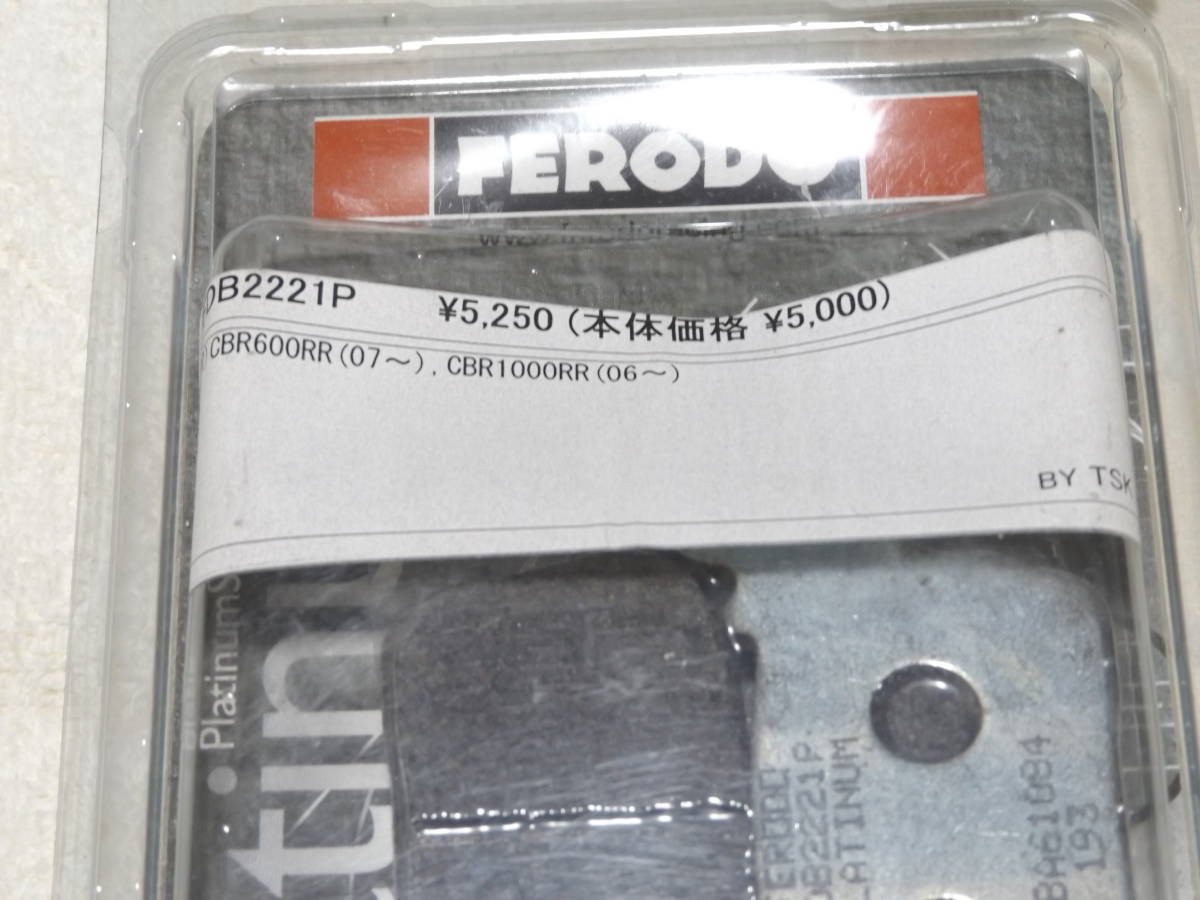 FERODO
DB2221P ¥5,250 (本体価格 ¥5,000)
CBR600RR(07～), CBR1000RR(06～)
BY TSK
Platinum
FERODO
DB2221P
PLATINUM
BA61084
193